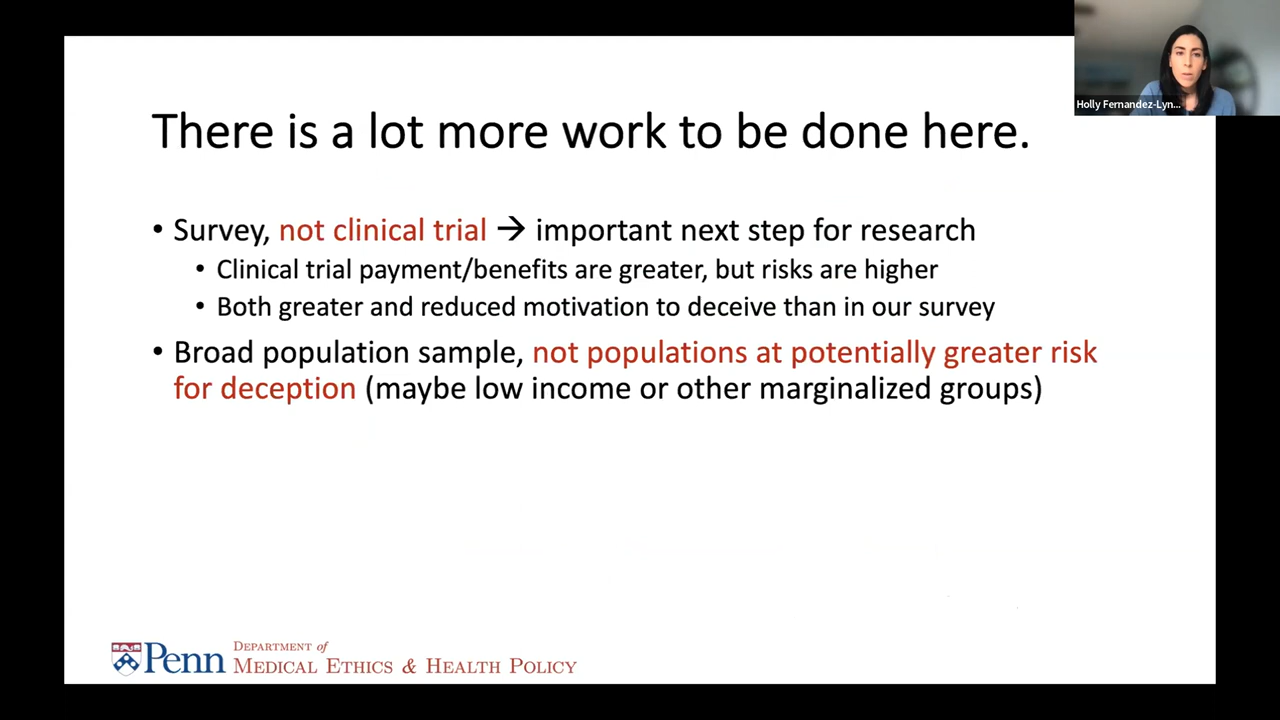 Holly Fernandez-Lyn...
There is a lot more work to be done here.
• Survey, not clinical trial → important next step for research
• Clinical trial payment/benefits are greater, but risks are higher
• Both greater and reduced motivation to deceive than in our survey
• Broad population sample, not populations at potentially greater risk
for deception (maybe low income or other marginalized groups)
Penn
DEPARTMENT of
MEDICAL ETHICS & HEALTH POLICY